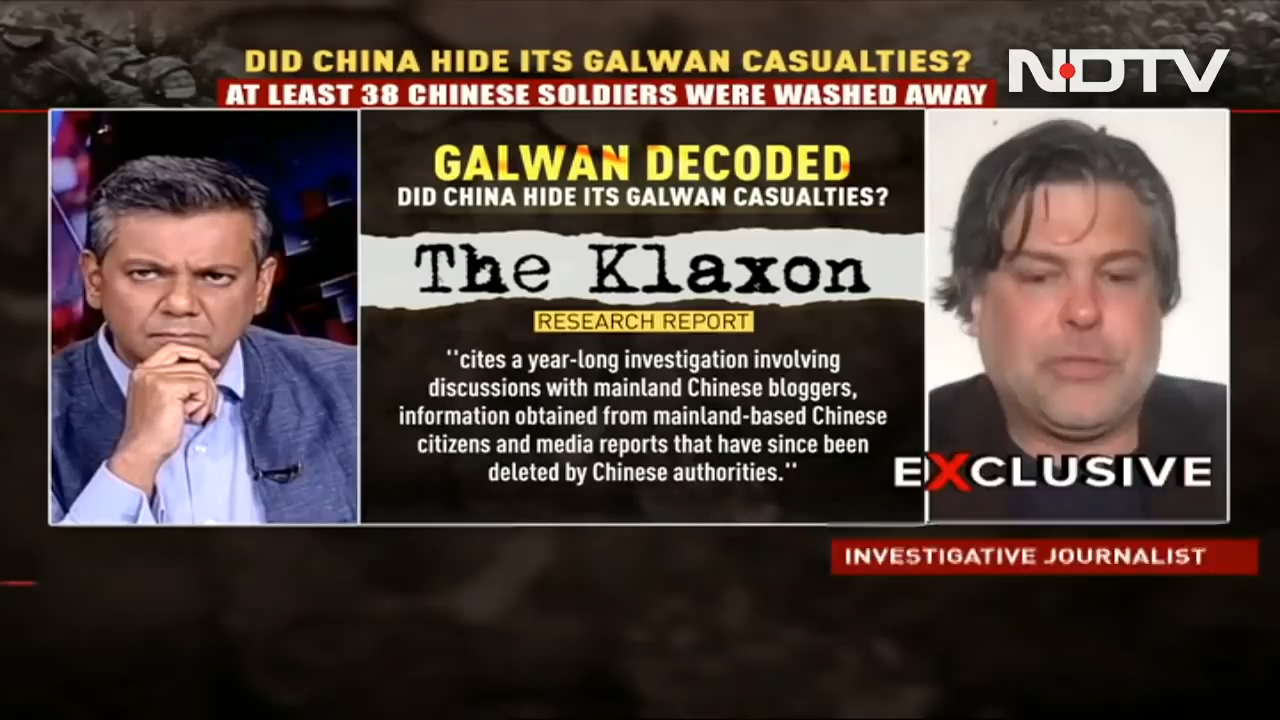 DID CHINA HIDE ITS GALWAN CASUALTIES?
NDTV
AT LEAST 38 CHINESE SOLDIERS WERE WASHED AWAY
GALWAN DECODED
DID CHINA HIDE ITS GALWAN CASUALTIES?
The Klaxon
RESEARCH REPORT
"cites a year-long investigation involving
discussions with mainland Chinese bloggers,
information obtained from mainland-based Chinese
citizens and media reports that have since been
deleted by Chinese authorities."
EXCLUSIVE
INVESTIGATIVE JOURNALIST